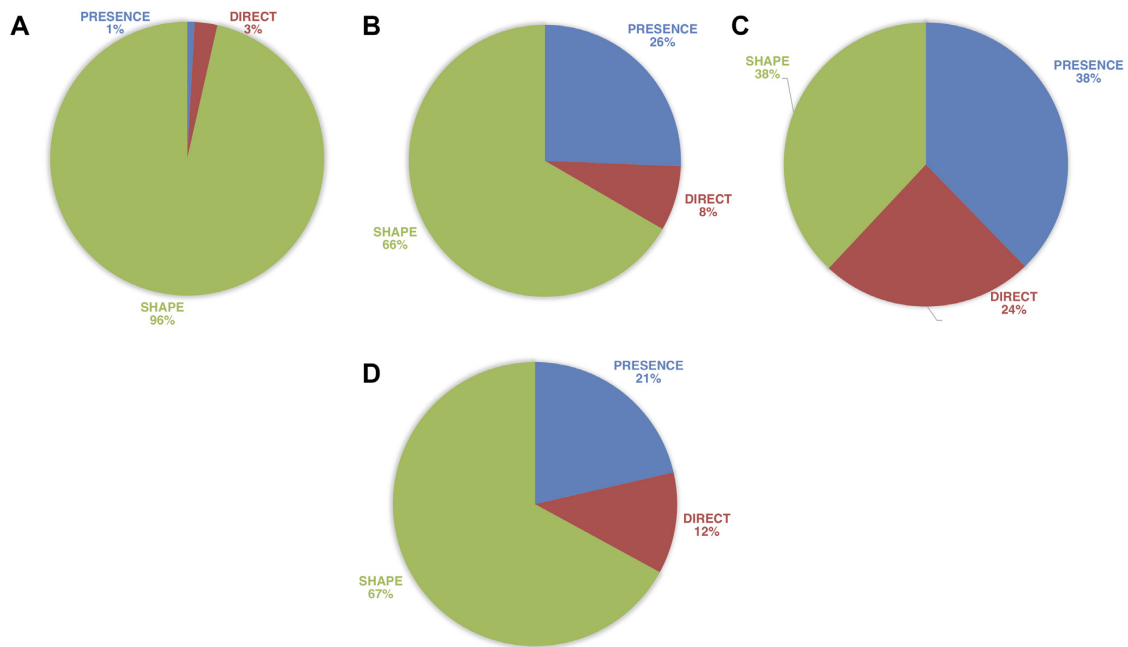 A
PRESENCE
1%
DIRECT
3%
SHAPE
96%
B
PRESENCE
26%
DIRECT
8%
SHAPE
66%
C
SHAPE
38%
PRESENCE
38%
DIRECT
24%
D
PRESENCE
21%
DIRECT
12%
SHAPE
67%